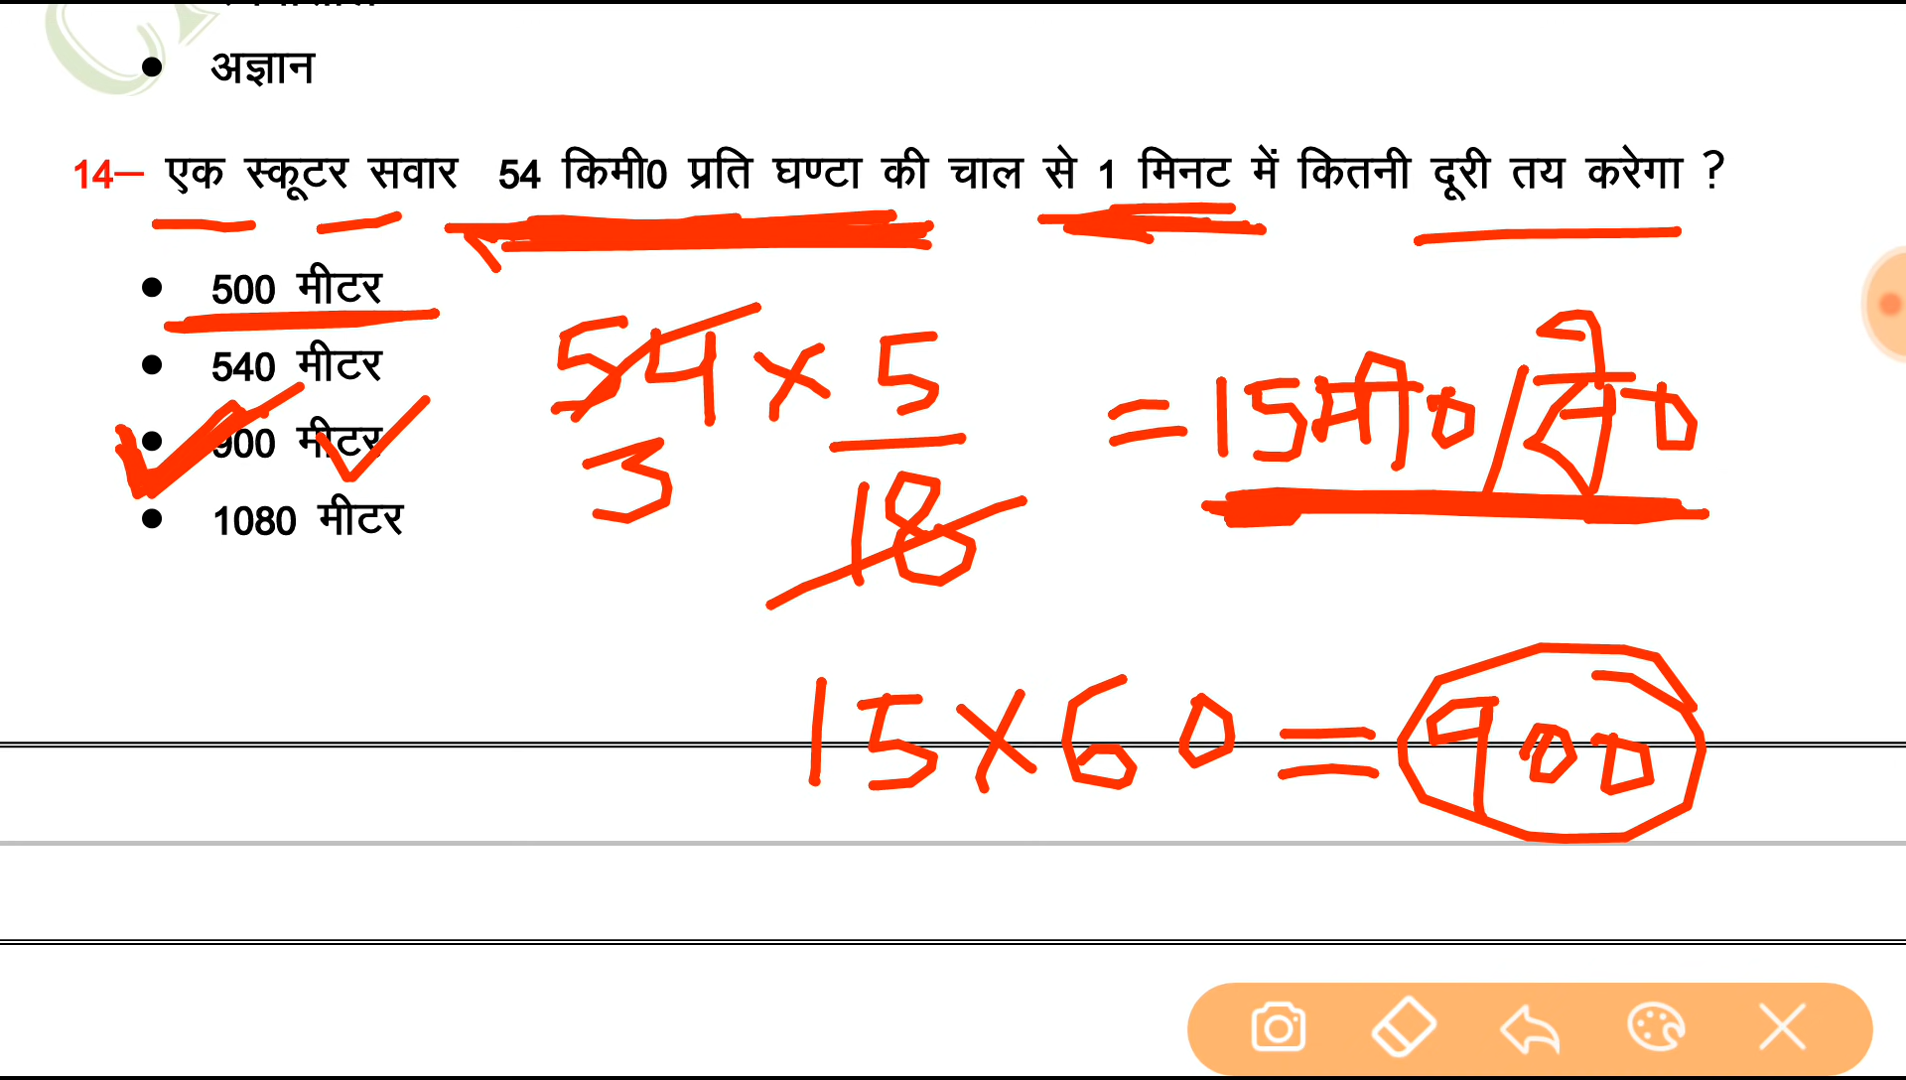 अज्ञान
14– एक स्कूटर सवार 54 किमी0 प्रति घण्टा की चाल से 1 मिनट में कितनी दूरी तय करेगा ?
500 मीटर
540 मीटर
900 मीटर
1080 मीटर
54 × 5
3
18
= 15 मी0/से0
15 × 60 = 900